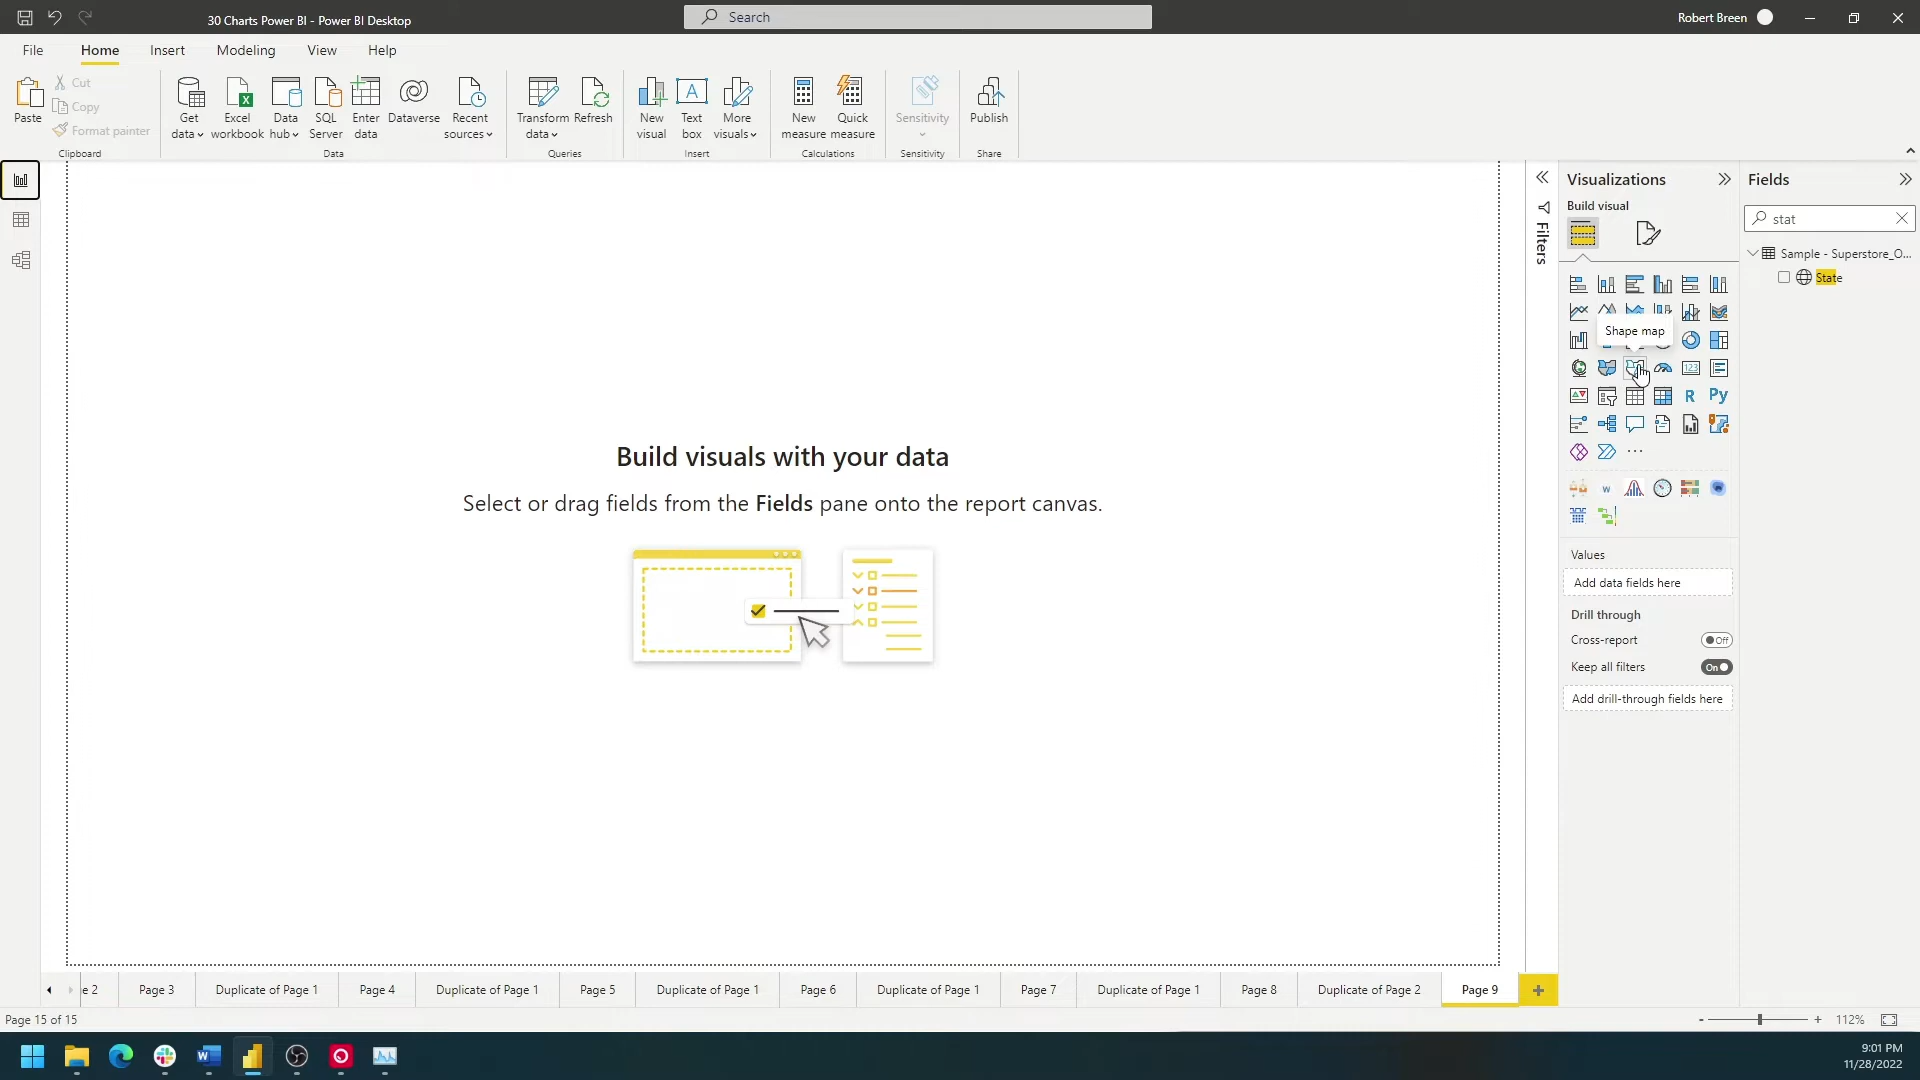 30 Charts Power BI - Power BI Desktop
Search
Robert Breen
File
Home
Insert
Modeling
View
Help
Paste
Cut
Copy
Format painter
Clipboard
Get
data
Excel
workbook
Data
hub
SQL
Server
Enter
data
Dataverse
Recent
sources
Data
Transform
data
Refresh
Queries
New
visual
A
Text
box
More
visuals
Insert
New
measure
Quick
measure
Calculations
Sensitivity
Sensitivity
Publish
Share
Filters
Visualizations
Build visual
Shape map
123
R
Py
W
Values
Add data fields here
Drill through
Cross-report
Off
Keep all filters
On
Add drill-through fields here
Fields
stat
Sample - Superstore_O...
State
Build visuals with your data
Select or drag fields from the Fields pane onto the report canvas.
e 2
Page 3
Duplicate of Page 1
Page 4
Duplicate of Page 1
Page 5
Duplicate of Page 1
Page 6
Duplicate of Page 1
Page 7
Duplicate of Page 1
Page 8
Duplicate of Page 2
Page 9
Page 15 of 15
112%
9:01 PM
11/28/2022